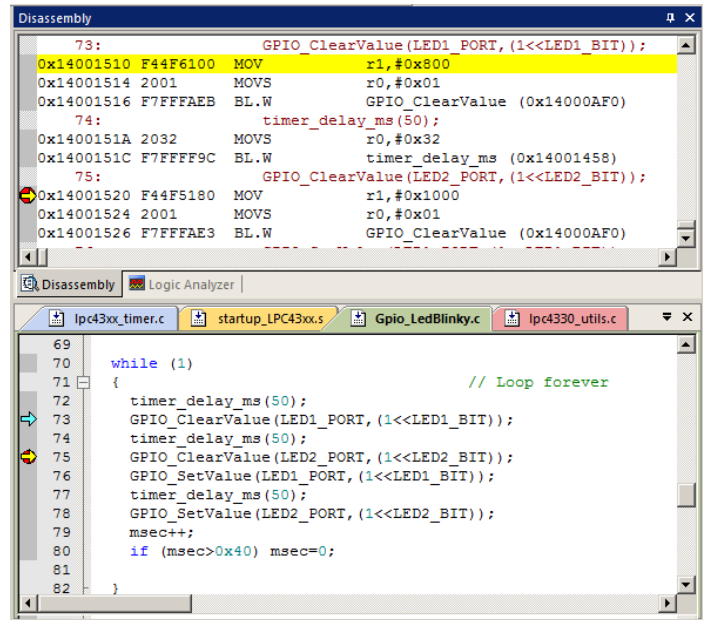 Disassembly
73: GPIO_ClearValue(LED1_PORT,(1<<LED1_BIT));
0x14001510 F44F6100 MOV r1,#0x800
0x14001514 2001 MOVS r0,#0x01
0x14001516 F7FFFAEB BL.W GPIO_ClearValue (0x14000AF0)
74: timer_delay_ms(50);
0x1400151A 2032 MOVS r0,#0x32
0x1400151C F7FFFF9C BL.W timer_delay_ms (0x14001458)
75: GPIO_ClearValue(LED2_PORT,(1<<LED2_BIT));
0x14001520 F44F5180 MOV r1,#0x1000
0x14001524 2001 MOVS r0,#0x01
0x14001526 F7FFFAE3 BL.W GPIO_ClearValue (0x14000AF0)
Disassembly Logic Analyzer
lpc43xx_timer.c startup_LPC43xx.s Gpio_LedBlinky.c lpc4330_utils.c
69
70 while (1)
71 { // Loop forever
72 timer_delay_ms(50);
73 GPIO_ClearValue(LED1_PORT,(1<<LED1_BIT));
74 timer_delay_ms(50);
75 GPIO_ClearValue(LED2_PORT,(1<<LED2_BIT));
76 GPIO_SetValue(LED1_PORT,(1<<LED1_BIT));
77 timer_delay_ms(50);
78 GPIO_SetValue(LED2_PORT,(1<<LED2_BIT));
79 msec++;
80 if (msec>0x40) msec=0;
81
82 }